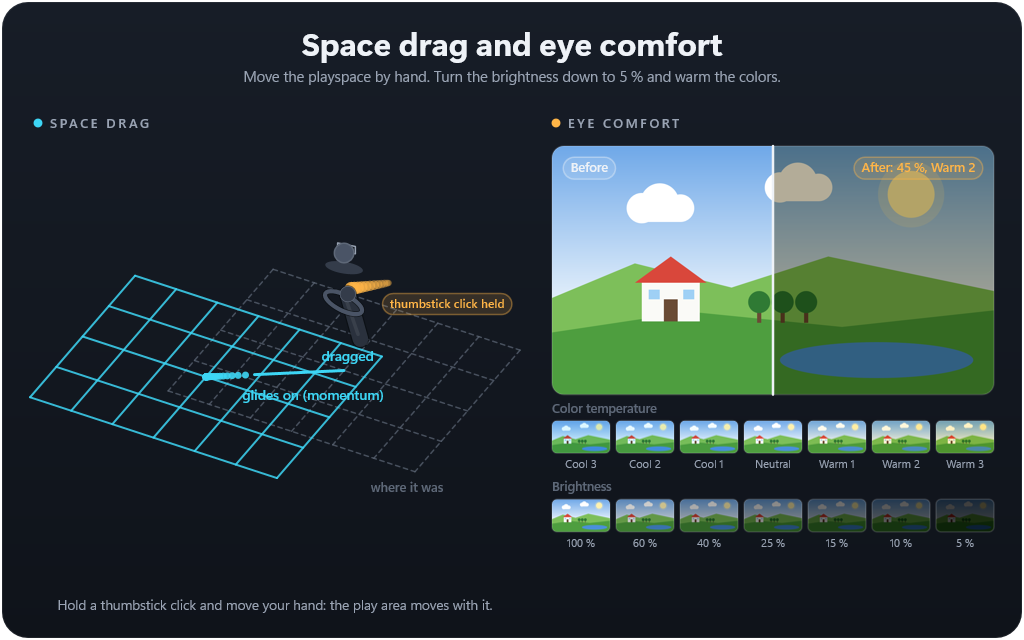 Space drag and eye comfort
Move the playspace by hand. Turn the brightness down to 5 % and warm the colors.
SPACE DRAG
thumbstick click held
dragged
glides on (momentum)
where it was
Hold a thumbstick click and move your hand: the play area moves with it.
EYE COMFORT
Before
After: 45 %, Warm 2
Color temperature
Cool 3 Cool 2 Cool 1 Neutral Warm 1 Warm 2 Warm 3
Brightness
100 % 60 % 40 % 25 % 15 % 10 % 5 %